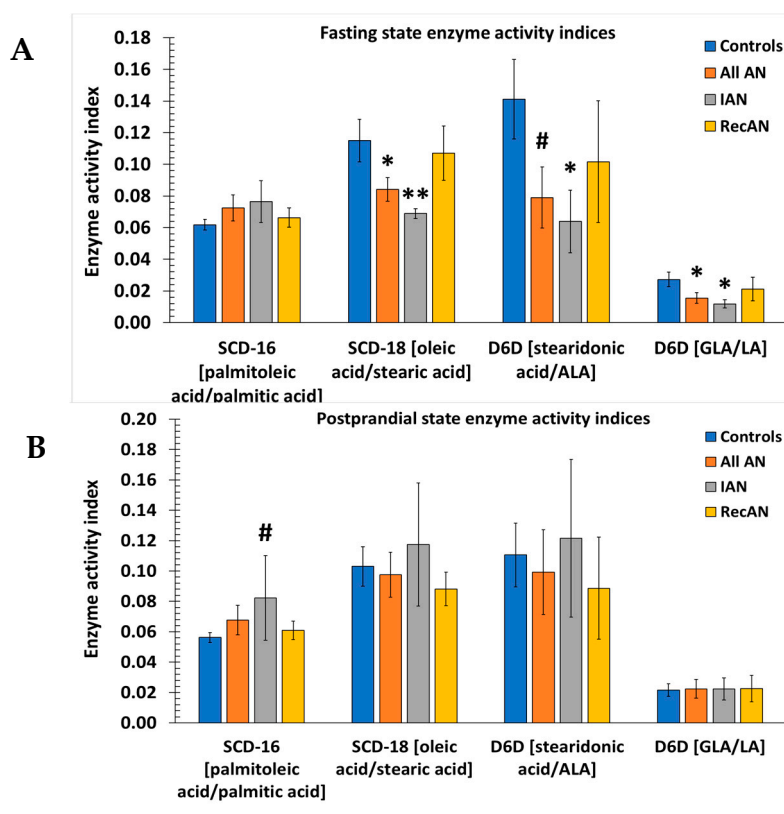 A
Fasting state enzyme activity indices
Enzyme activity index
0.18
0.16
0.14
0.12
0.10
0.08
0.06
0.04
0.02
0.00
Controls
All AN
IAN
RecAN
*
**
#
*
*
*
SCD-16
[palmitoleic
acid/palmitic acid]
SCD-18 [oleic
acid/stearic acid]
D6D [stearidonic
acid/ALA]
D6D [GLA/LA]
B
Postprandial state enzyme activity indices
Enzyme activity index
0.20
0.18
0.16
0.14
0.12
0.10
0.08
0.06
0.04
0.02
0.00
Controls
All AN
IAN
RecAN
#
SCD-16
[palmitoleic
acid/palmitic acid]
SCD-18 [oleic
acid/stearic acid]
D6D [stearidonic
acid/ALA]
D6D [GLA/LA]